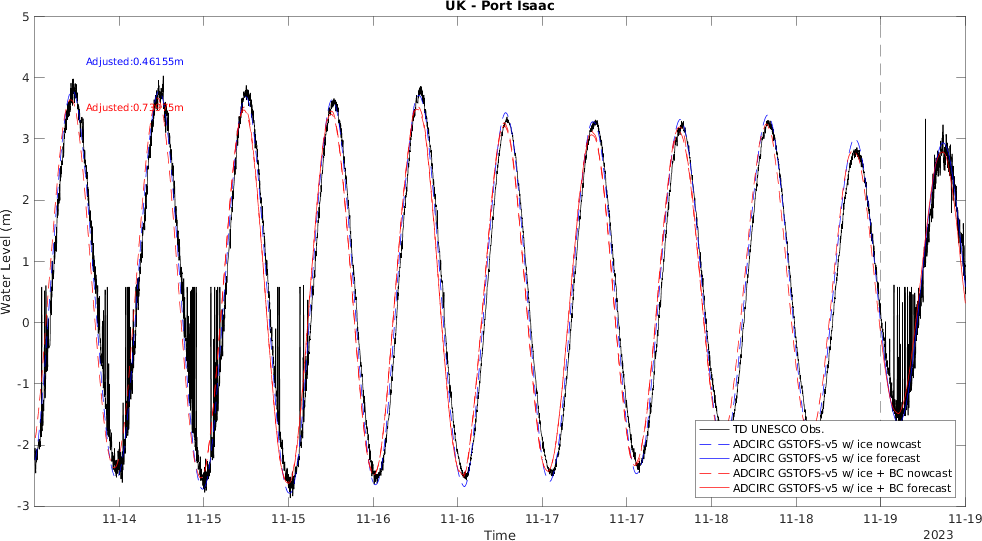 UK - Port Isaac
5
4
3
2
1
0
-1
-2
-3
Water Level (m)
Adjusted:0.46155m
TD UNESCO Obs.
ADCIRC GSTOFS-v5 w/ ice nowcast
ADCIRC GSTOFS-v5 w/ ice forecast
ADCIRC GSTOFS-v5 w/ ice + BC nowcast
ADCIRC GSTOFS-v5 w/ ice + BC forecast
11-14 11-15 11-15 11-16 11-16 11-17 11-17 11-18 11-18 11-19 11-19
Time
2023